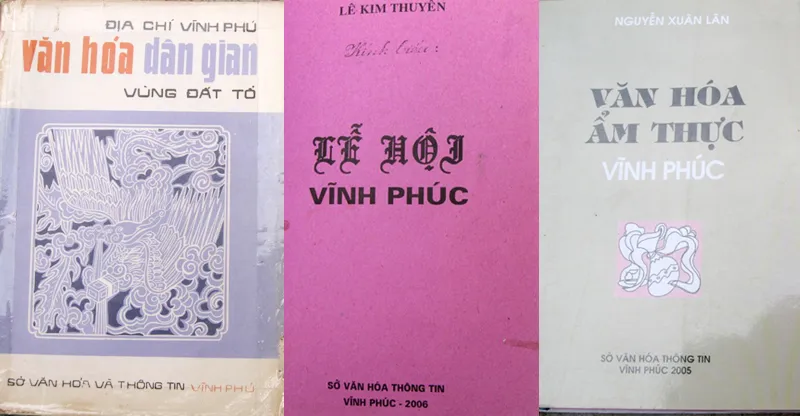 ĐỊA CHÍ VĨNH PHÚ
văn hóa dân gian
VÙNG ĐẤT TỔ
SỞ VĂN HÓA VÀ THÔNG TIN VĨNH PHÚ
LÊ KIM THUYÊN
Kính biếu:
LỄ HỘI
VĨNH PHÚC
SỞ VĂN HÓA THÔNG TIN
VĨNH PHÚC - 2006
NGUYỄN XUÂN LÂN
VĂN HÓA
ẨM THỰC
VĨNH PHÚC
SỞ VĂN HÓA THÔNG TIN
VĨNH PHÚC 2005